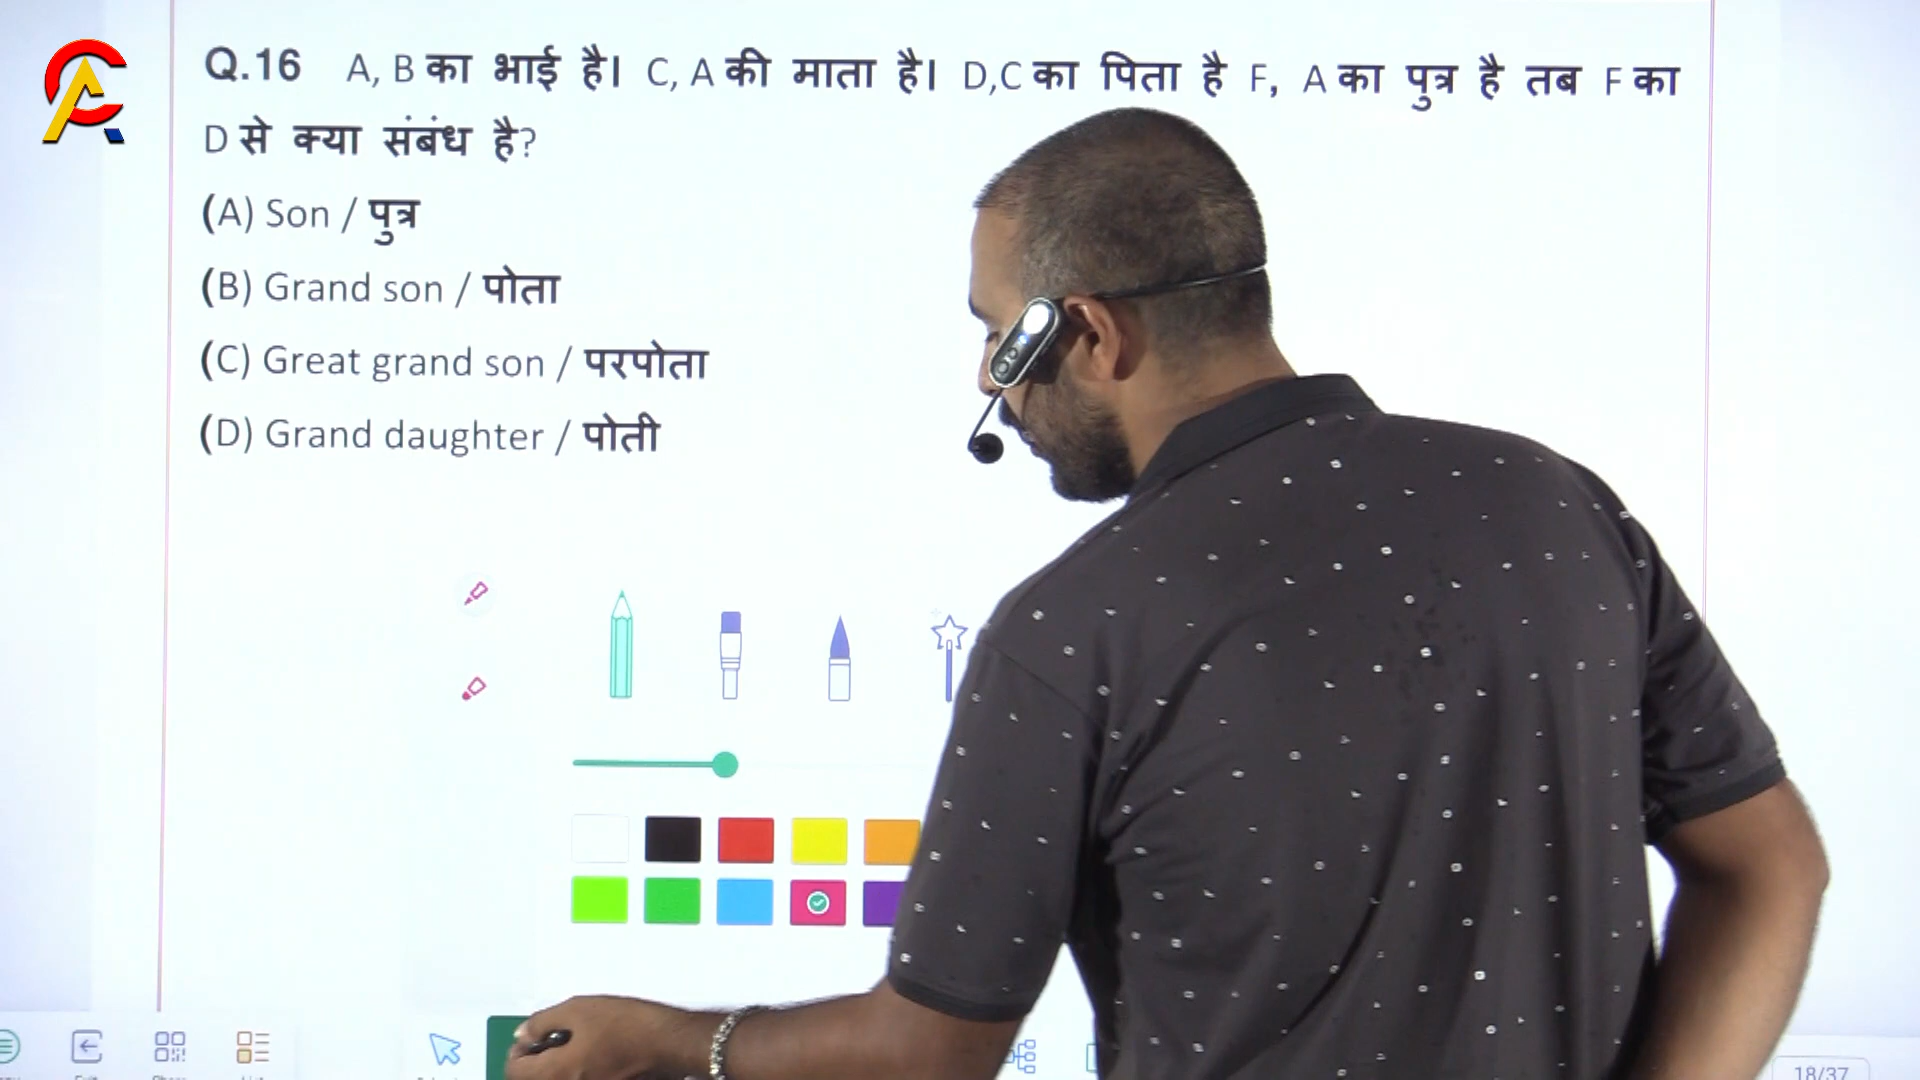 Q.16 A, B का भाई है। C, A की माता है। D,C का पिता है F, A का पुत्र है तब F का
D से क्या संबंध है?
(A) Son / पुत्र
(B) Grand son / पोता
(C) Great grand son / परपोता
(D) Grand daughter / पोती
18/37